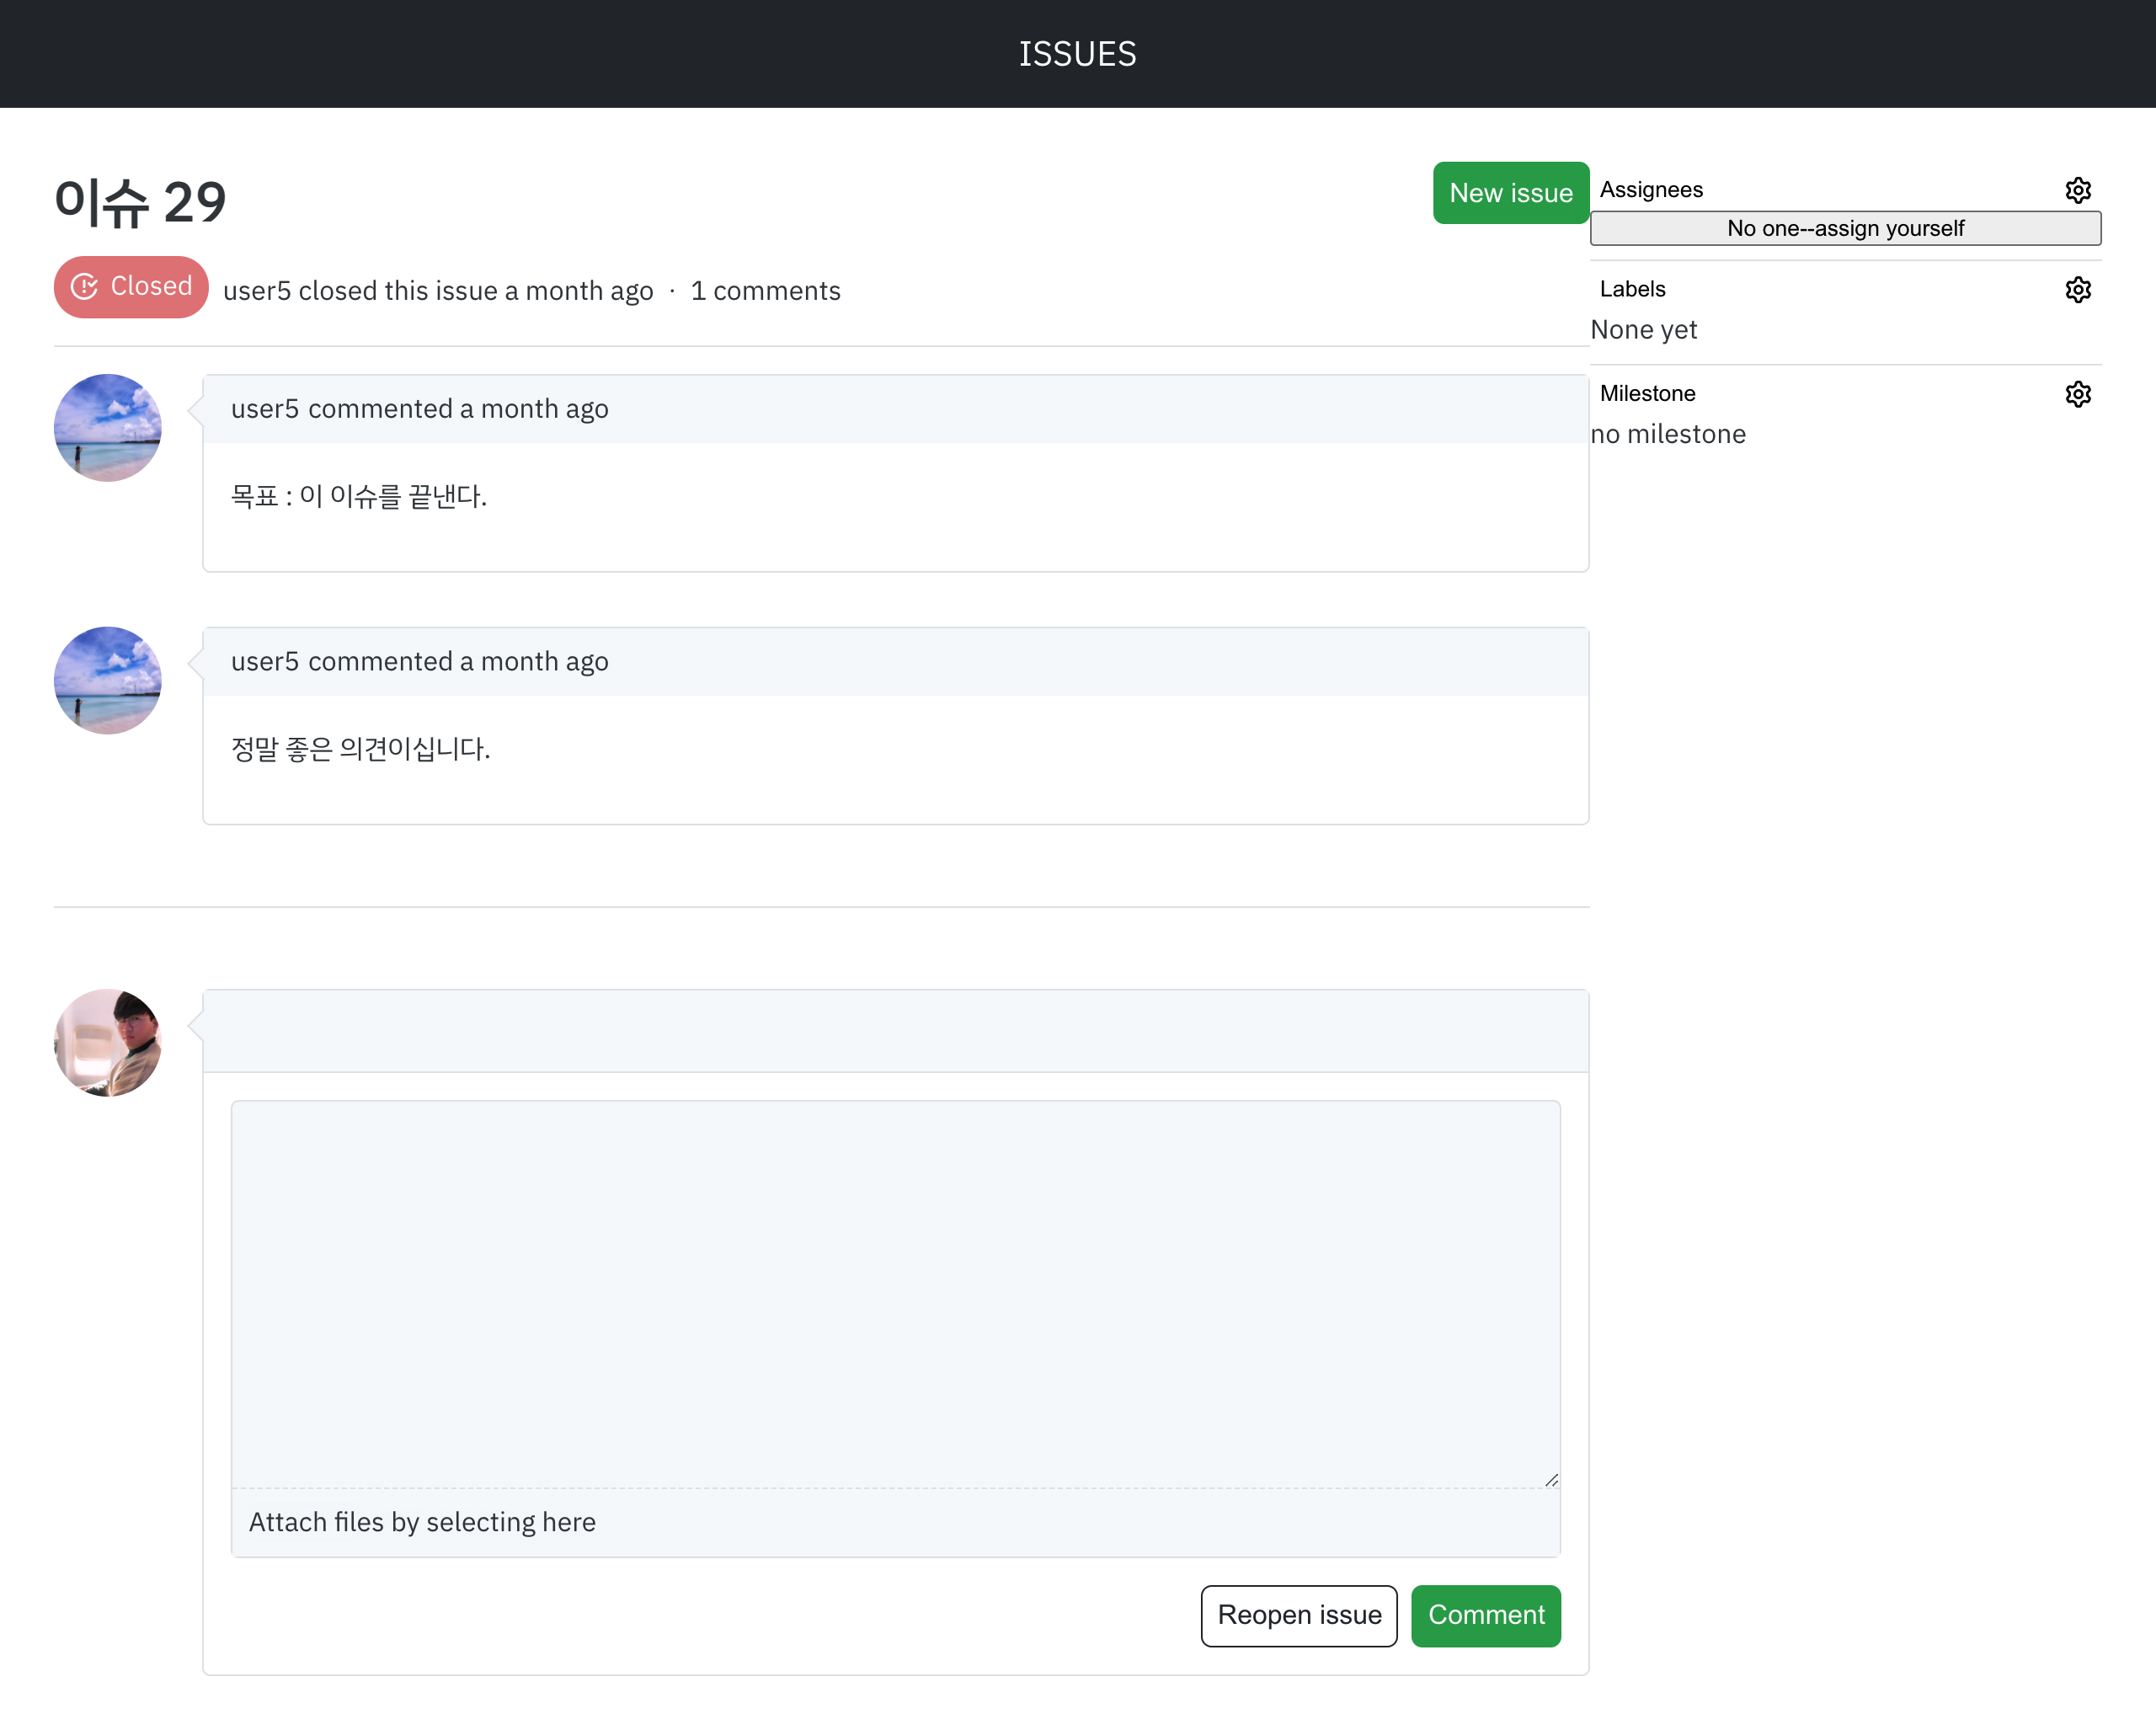 ISSUES
이슈 29
New issue
Closed
user5 closed this issue a month ago · 1 comments
user5 commented a month ago
목표 : 이 이슈를 끝낸다.
user5 commented a month ago
정말 좋은 의견이십니다.
Attach files by selecting here
Reopen issue
Comment
Assignees
No one--assign yourself
Labels
None yet
Milestone
no milestone